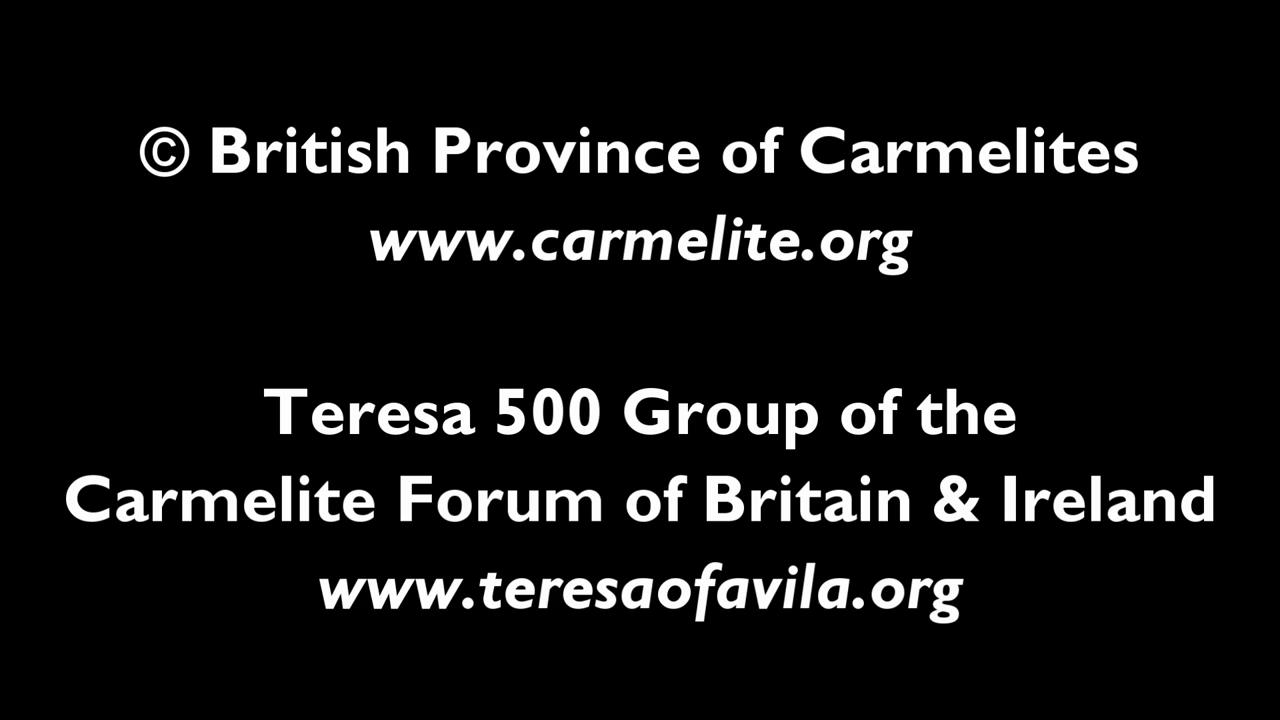 © British Province of Carmelites
www.carmelite.org
Teresa 500 Group of the
Carmelite Forum of Britain & Ireland
www.teresaofavila.org